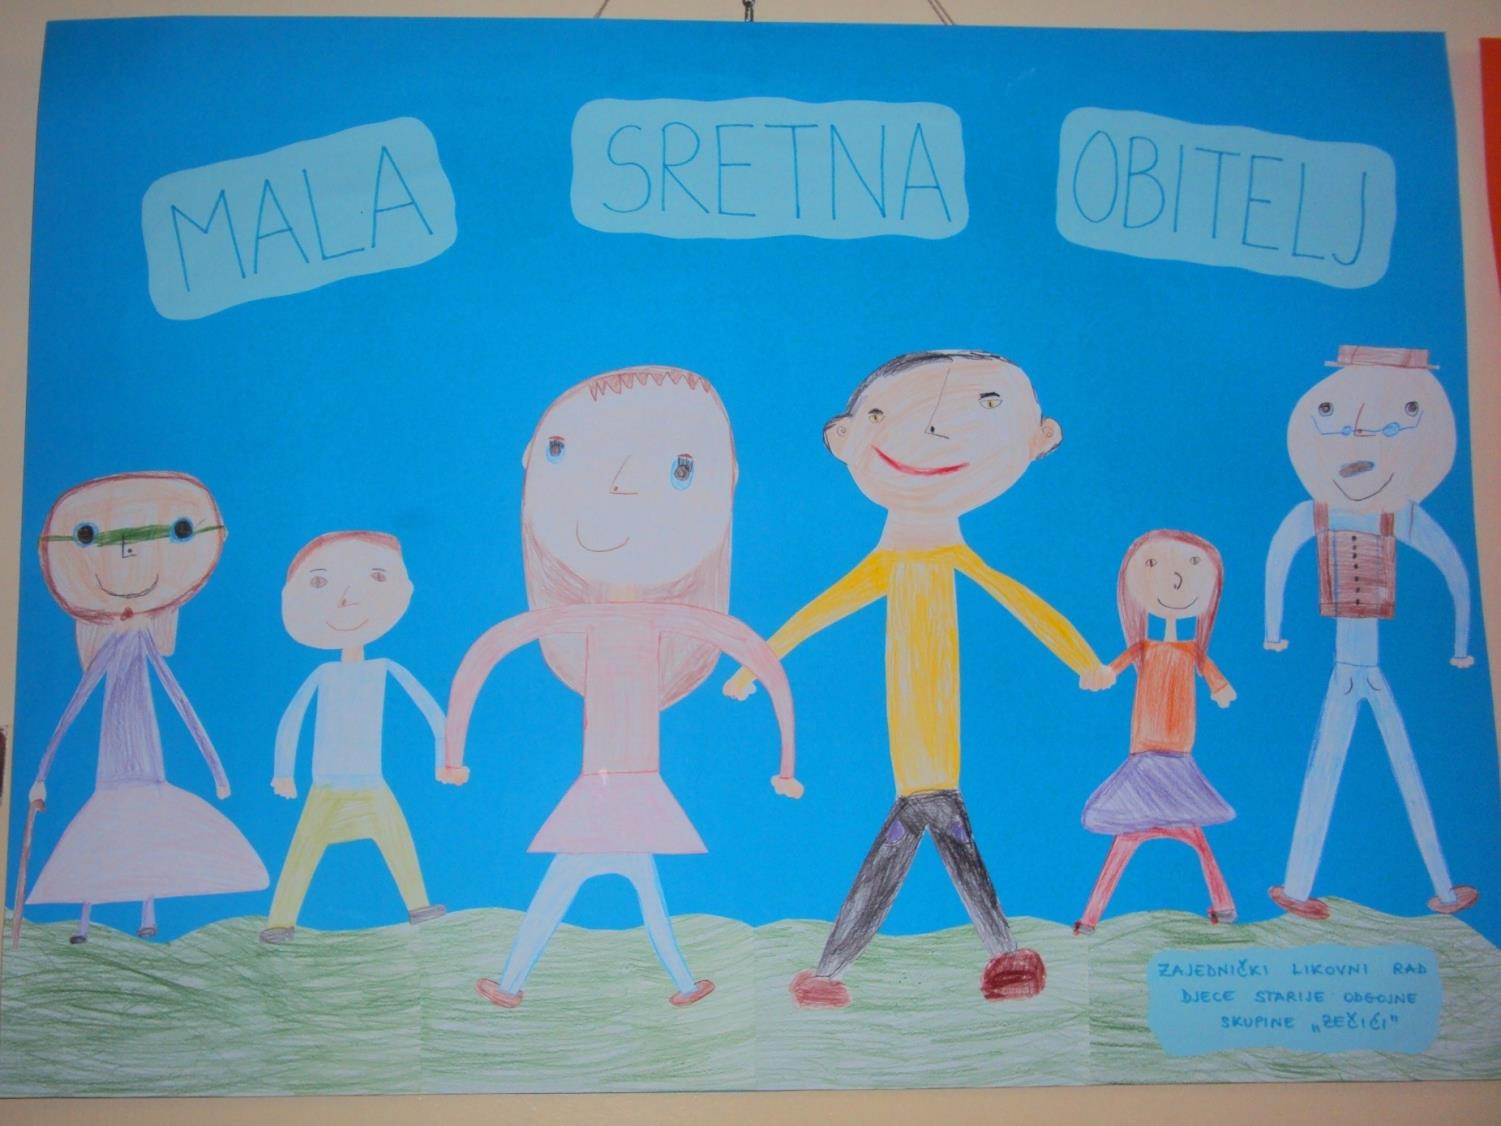 MALA SRETNA OBITELJ
ZAJEDNIČKI LIKOVNI RAD
DJECE STARIJE ODGOJNE
SKUPINE „ZEČIĆI"